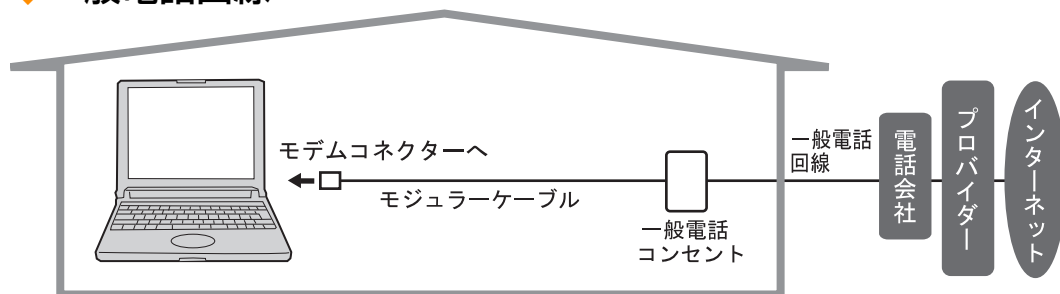 モデムコネクターへ
モジュラーケーブル
一般電話
コンセント
一般電話
回線
電話会社
プロバイダー
インターネット